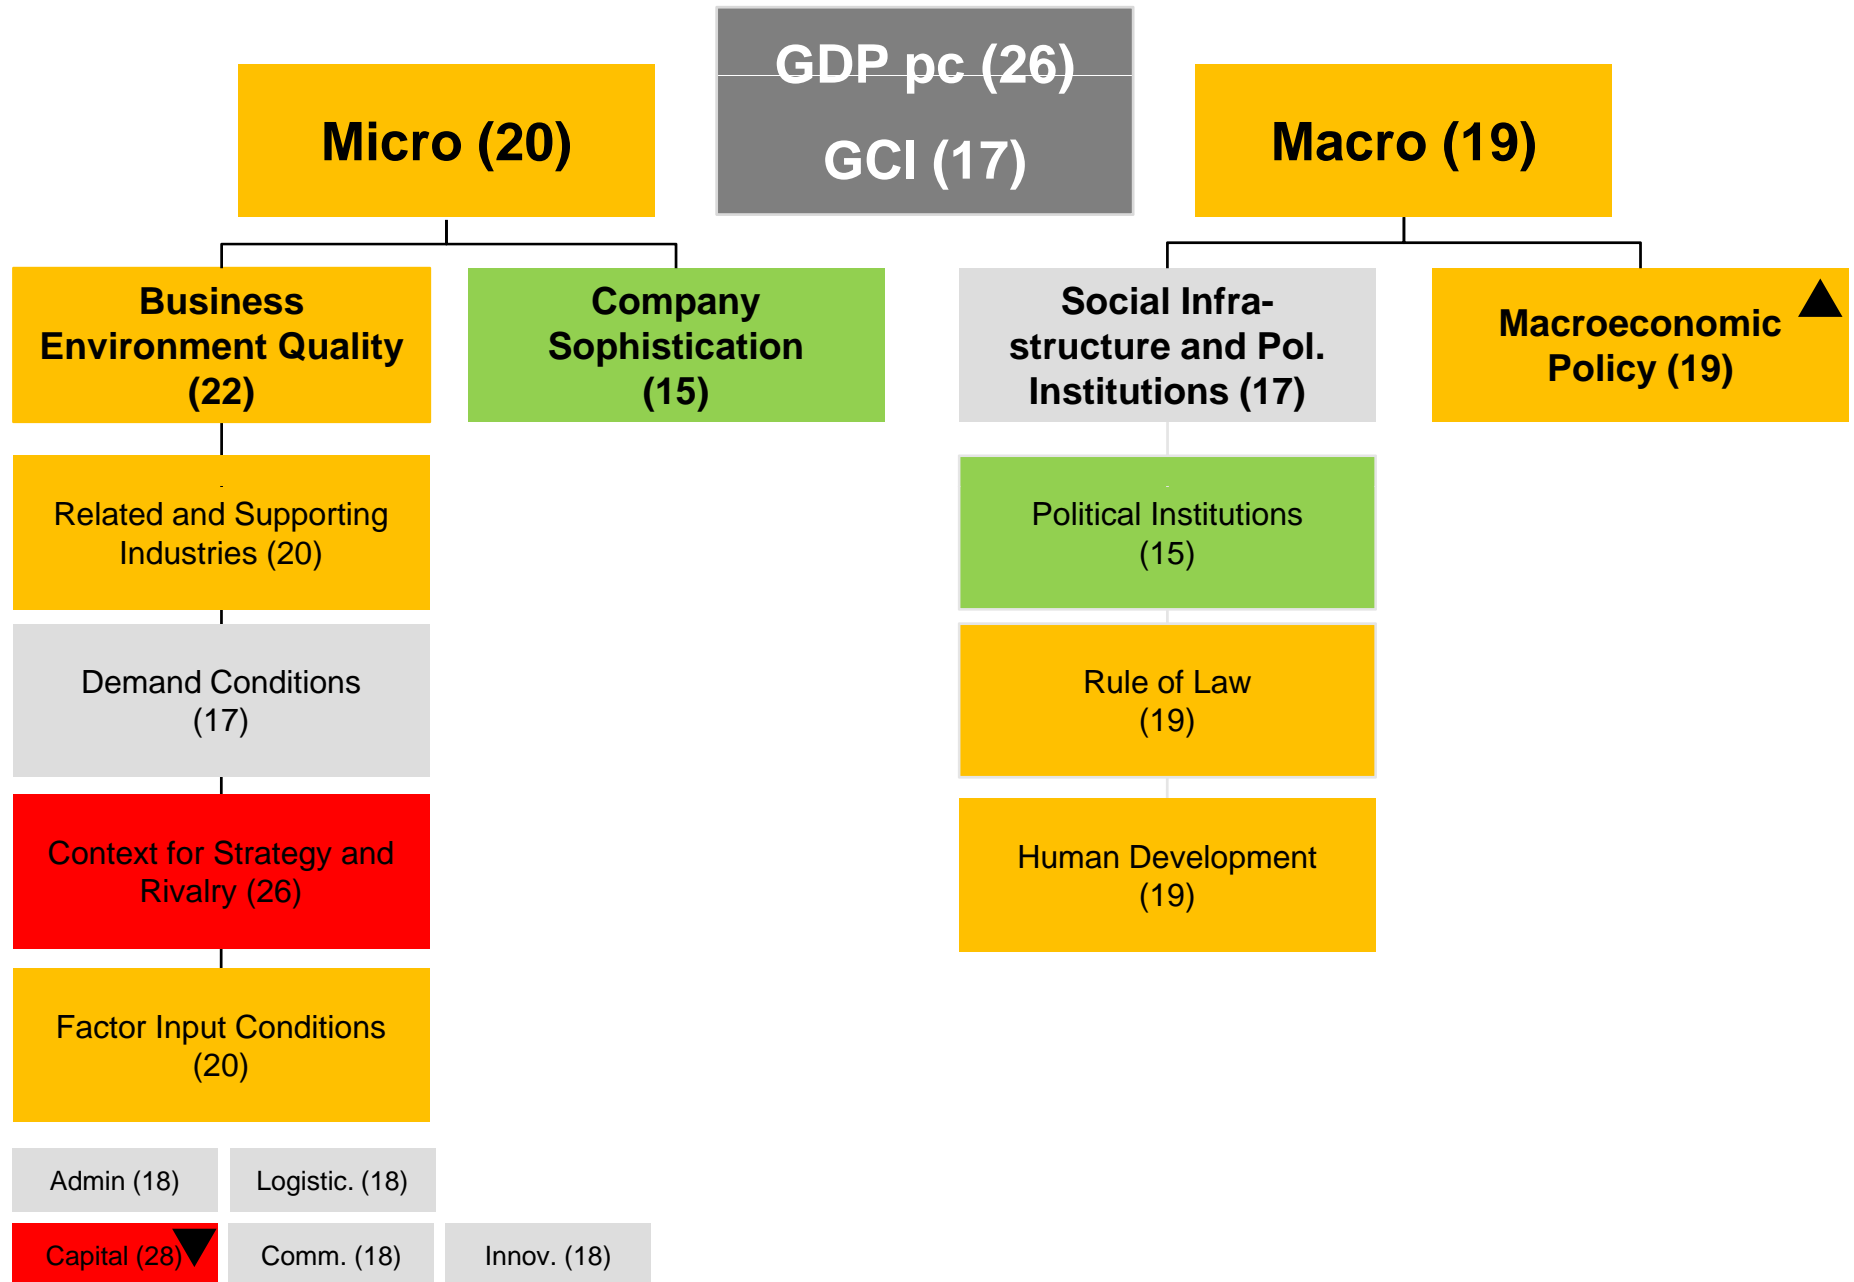 GDP pc (26)
GCI (17)
Micro (20)
Macro (19)
Business
Environment Quality
(22)
Company
Sophistication
(15)
Social Infra-
structure and Pol.
Institutions (17)
Macroeconomic
Policy (19)
Related and Supporting
Industries (20)
Political Institutions
(15)
Demand Conditions
(17)
Rule of Law
(19)
Context for Strategy and
Rivalry (26)
Human Development
(19)
Factor Input Conditions
(20)
Admin (18)
Logistic. (18)
Capital (28)
Comm. (18)
Innov. (18)